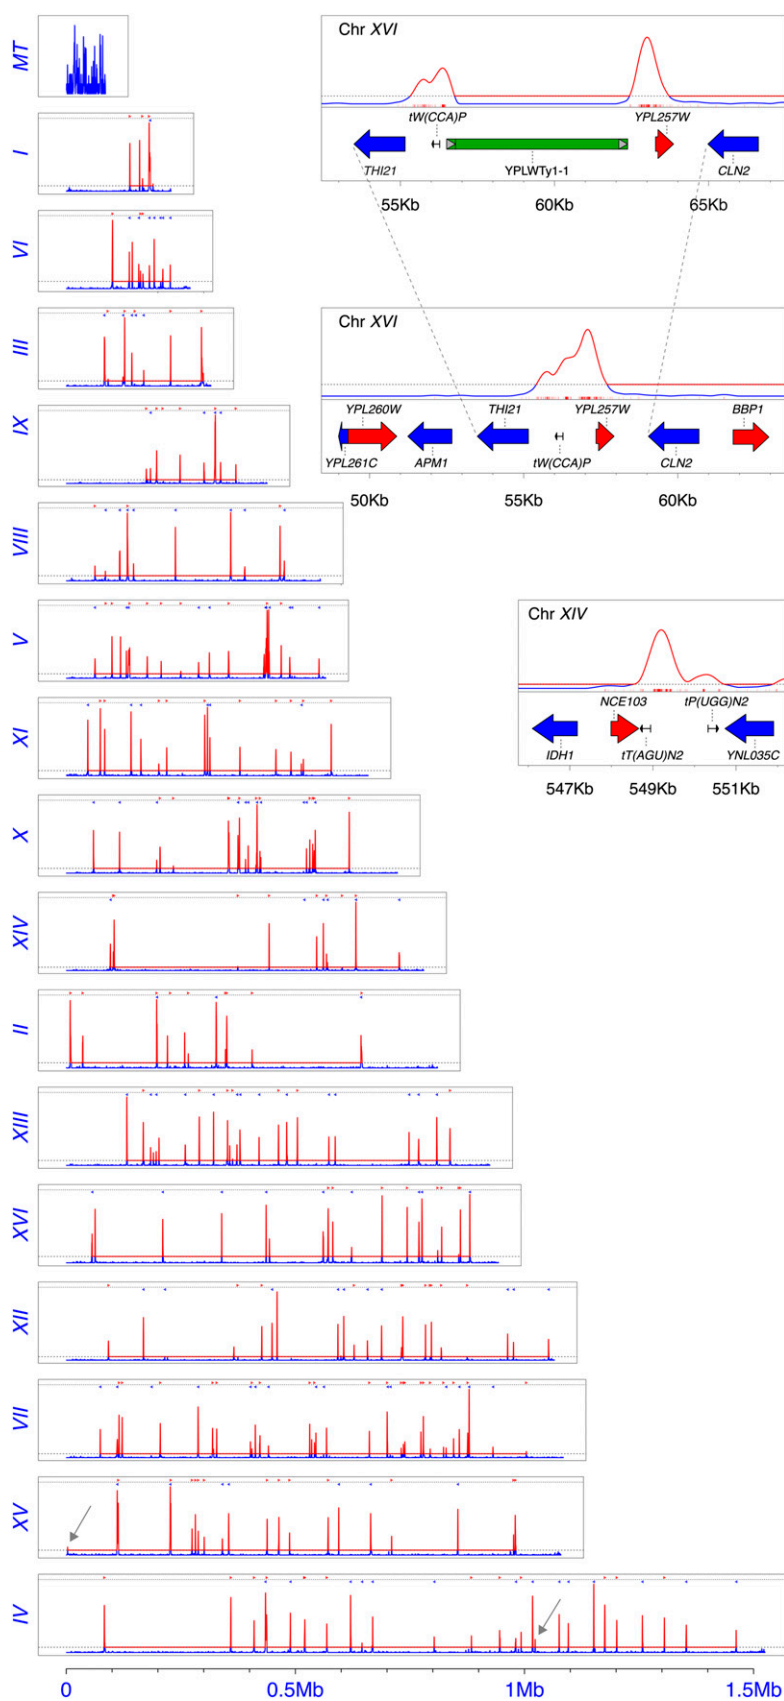 MT
I
VI
III
IX
VIII
V
XI
X
XIV
II
XIII
XVI
XII
VII
XV
IV
0 0.5Mb 1Mb 1.5Mb
Chr XVI
tW(CCA)P YPL257W
THI21 YPLWTy1-1 CLN2
55Kb 60Kb 65Kb
Chr XVI
YPL260W THI21 YPL257W BBP1
YPL261C APM1 tW(CCA)P CLN2
50Kb 55Kb 60Kb
Chr XIV
NCE103 tP(UGG)N2
IDH1 tT(AGU)N2 YNL035C
547Kb 549Kb 551Kb